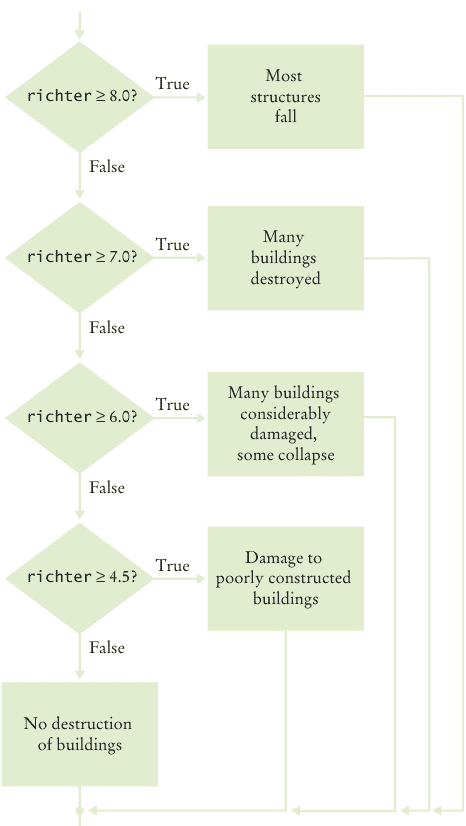 richter ≥ 8.0?
True
Most
structures
fall
False
richter ≥ 7.0?
True
Many
buildings
destroyed
False
richter ≥ 6.0?
True
Many buildings
considerably
damaged,
some collapse
False
richter ≥ 4.5?
True
Damage to
poorly constructed
buildings
False
No destruction
of buildings